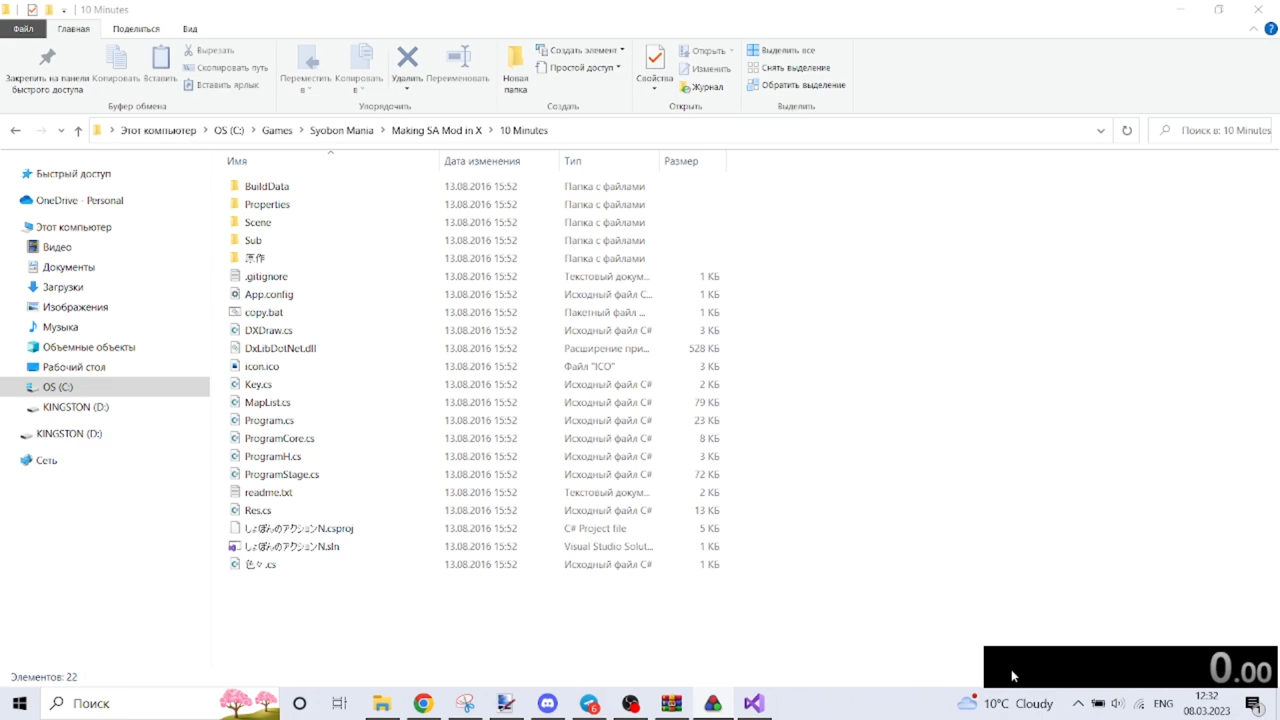 10 Minutes
Файл
Главная
Поделиться
Вид
Закрепить на панели быстрого доступа
Копировать
Вставить
Вырезать
Скопировать путь
Вставить ярлык
Буфер обмена
Переместить в
Копировать в
Удалить
Переименовать
Упорядочить
Новая папка
Создать элемент
Простой доступ
Создать
Свойства
Открыть
Изменить
Журнал
Открыть
Выделить все
Снять выделение
Обратить выделение
Выделить
Этот компьютер > OS (C:) > Games > Syobon Mania > Making SA Mod in X > 10 Minutes
Поиск в: 10 Minutes
Быстрый доступ
OneDrive - Personal
Этот компьютер
Видео
Документы
Загрузки
Изображения
Музыка
Объемные объекты
Рабочий стол
OS (C:)
KINGSTON (D:)
KINGSTON (D:)
Сеть
Имя Дата изменения Тип Размер
BuildData 13.08.2016 15:52 Папка с файлами
Properties 13.08.2016 15:52 Папка с файлами
Scene 13.08.2016 15:52 Папка с файлами
Sub 13.08.2016 15:52 Папка с файлами
原作 13.08.2016 15:52 Папка с файлами
.gitignore 13.08.2016 15:52 Текстовый докум... 1 КБ
App.config 13.08.2016 15:52 Исходный файл C... 1 КБ
copy.bat 13.08.2016 15:52 Пакетный файл ... 1 КБ
DXDraw.cs 13.08.2016 15:52 Исходный файл C# 3 КБ
DxLibDotNet.dll 13.08.2016 15:52 Расширение при... 528 КБ
icon.ico 13.08.2016 15:52 Файл "ICO" 3 КБ
Key.cs 13.08.2016 15:52 Исходный файл C# 2 КБ
MapList.cs 13.08.2016 15:52 Исходный файл C# 79 КБ
Program.cs 13.08.2016 15:52 Исходный файл C# 23 КБ
ProgramCore.cs 13.08.2016 15:52 Исходный файл C# 8 КБ
ProgramH.cs 13.08.2016 15:52 Исходный файл C# 3 КБ
ProgramStage.cs 13.08.2016 15:52 Исходный файл C# 72 КБ
readme.txt 13.08.2016 15:52 Текстовый докум... 2 КБ
Res.cs 13.08.2016 15:52 Исходный файл C# 13 КБ
しょぼんのアクションN.csproj 13.08.2016 15:52 C# Project file 5 КБ
しょぼんのアクションN.sln 13.08.2016 15:52 Visual Studio Solut... 1 КБ
色々.cs 13.08.2016 15:52 Исходный файл C# 1 КБ
Элементов: 22
0.00
Поиск
6
10°C Cloudy
ENG
12:32
08.03.2023
1